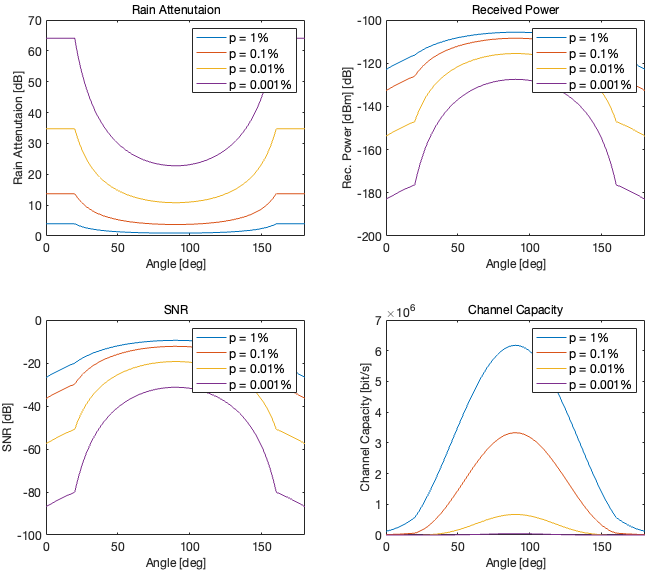 Rain Attenutaion
Rain Attenutaion [dB]
70
60
50
40
30
20
10
0
0 50 100 150
Angle [deg]
p = 1%
p = 0.1%
p = 0.01%
p = 0.001%
Received Power
Rec. Power [dBm] [dB]
-100
-120
-140
-160
-180
-200
0 50 100 150
Angle [deg]
p = 1%
p = 0.1%
p = 0.01%
p = 0.001%
SNR
SNR [dB]
0
-20
-40
-60
-80
-100
0 50 100 150
Angle [deg]
p = 1%
p = 0.1%
p = 0.01%
p = 0.001%
Channel Capacity
Channel Capacity [bit/s]
×10⁶
7
6
5
4
3
2
1
0
0 50 100 150
Angle [deg]
p = 1%
p = 0.1%
p = 0.01%
p = 0.001%